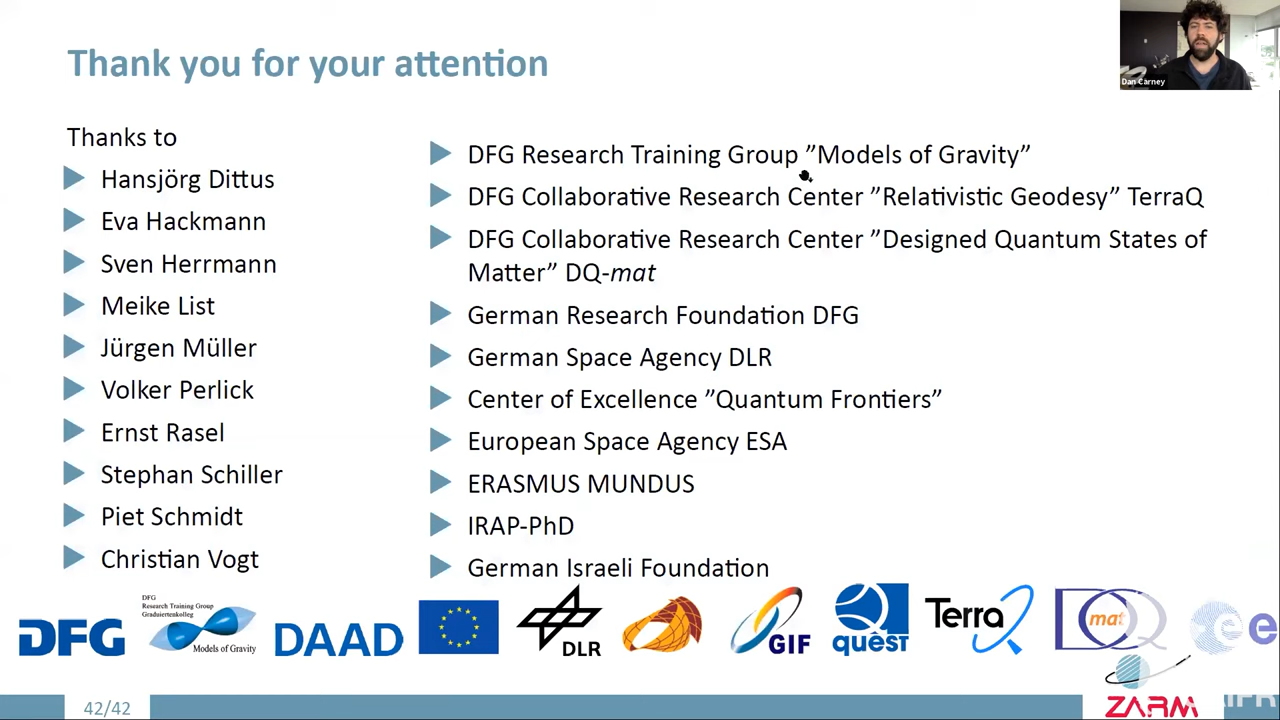 Thank you for your attention
Dan Carney
Thanks to
Hansjörg Dittus
Eva Hackmann
Sven Herrmann
Meike List
Jürgen Müller
Volker Perlick
Ernst Rasel
Stephan Schiller
Piet Schmidt
Christian Vogt
DFG Research Training Group ”Models of Gravity”
DFG Collaborative Research Center ”Relativistic Geodesy” TerraQ
DFG Collaborative Research Center ”Designed Quantum States of
Matter” DQ-mat
German Research Foundation DFG
German Space Agency DLR
Center of Excellence ”Quantum Frontiers”
European Space Agency ESA
ERASMUS MUNDUS
IRAP-PhD
German Israeli Foundation
DFG
DFG
Research Training Group
Graduiertenkolleg
Models of Gravity
DAAD
DLR
GIF
quest
TerraQ
DQ mat
e
ZARM
42/42